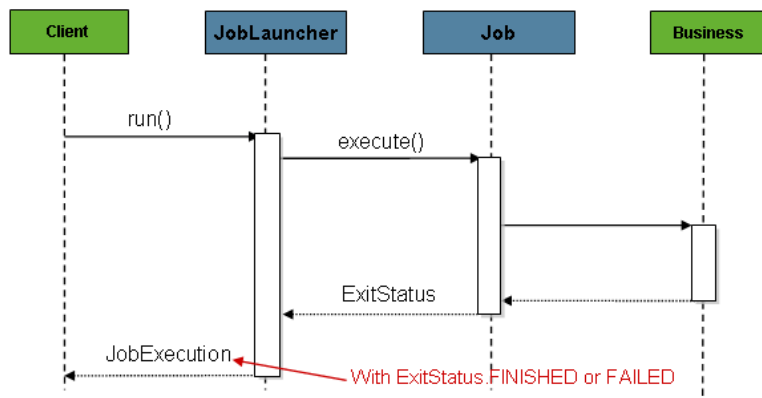 Client
JobLauncher
Job
Business
run()
execute()
ExitStatus
JobExecution
With ExitStatus.FINISHED or FAILED